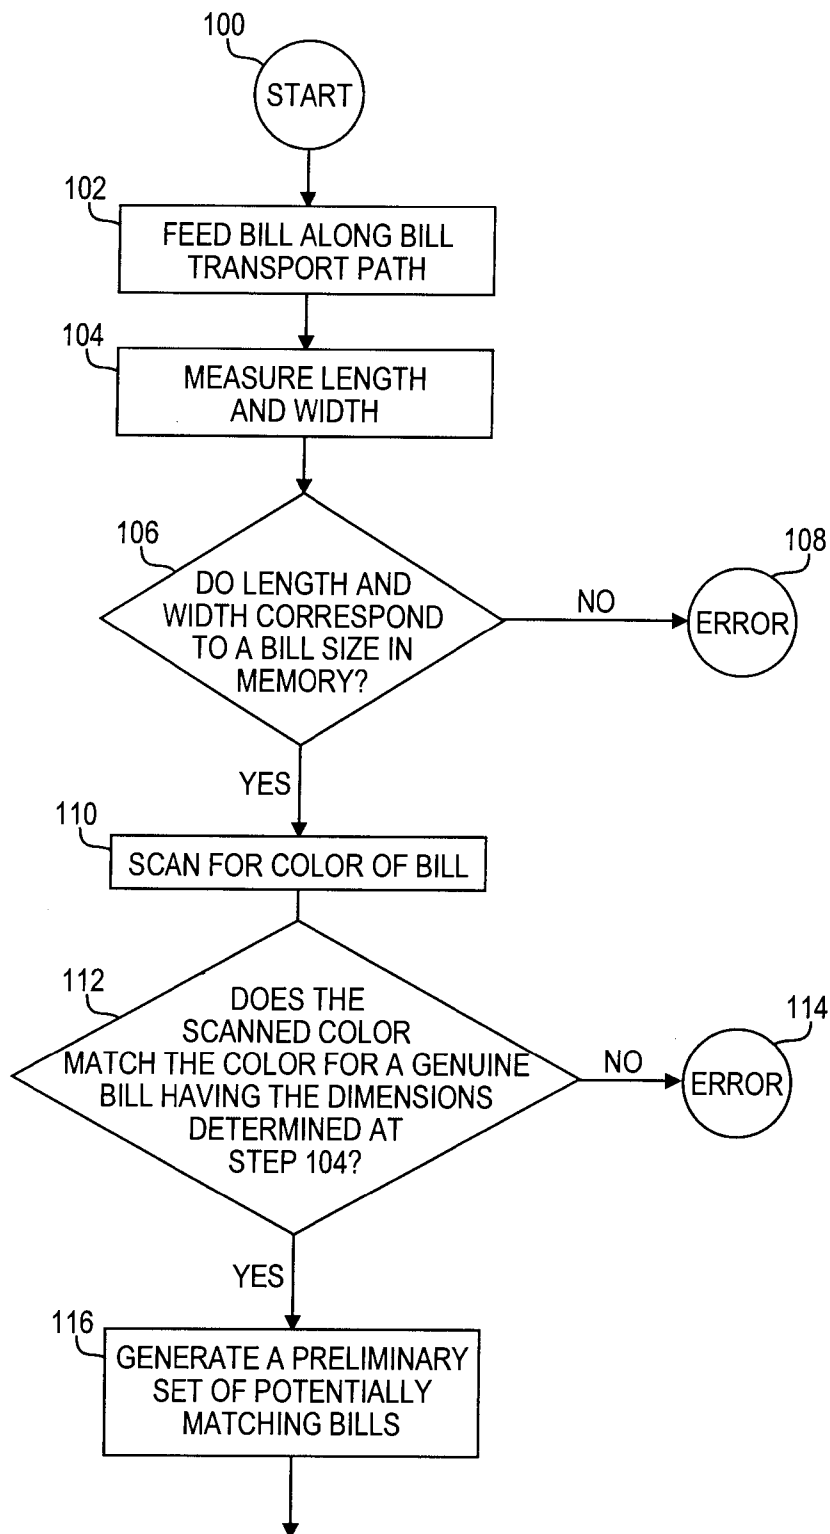 100
START
102
FEED BILL ALONG BILL
TRANSPORT PATH
104
MEASURE LENGTH
AND WIDTH
106
DO LENGTH AND
WIDTH CORRESPOND
TO A BILL SIZE IN
MEMORY?
NO
108
ERROR
YES
110
SCAN FOR COLOR OF BILL
112
DOES THE
SCANNED COLOR
MATCH THE COLOR FOR A GENUINE
BILL HAVING THE DIMENSIONS
DETERMINED AT
STEP 104?
NO
114
ERROR
YES
116
GENERATE A PRELIMINARY
SET OF POTENTIALLY
MATCHING BILLS